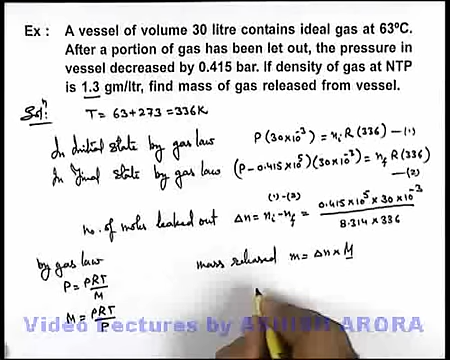 Ex : A vessel of volume 30 litre contains ideal gas at 63ºC.
After a portion of gas has been let out, the pressure in
vessel decreased by 0.415 bar. If density of gas at NTP
is 1.3 gm/ltr, find mass of gas released from vessel.
Solⁿ: T = 63+273 = 336K
In Initial State by gas law P(30×10⁻³) = nᵢ R(336) —(1)
In Final State by gas law (P-0.415×10⁵)(30×10⁻³) = n_f R(336) —(2)
no. of moles leaked out Δn = nᵢ-n_f = (1)-(2) 0.415×10⁵×30×10⁻³ / 8.314×336
by gas law
P = ρRT/M
mass released m = Δn × M
M = ρRT/P
Video Lectures by ASHISH ARORA